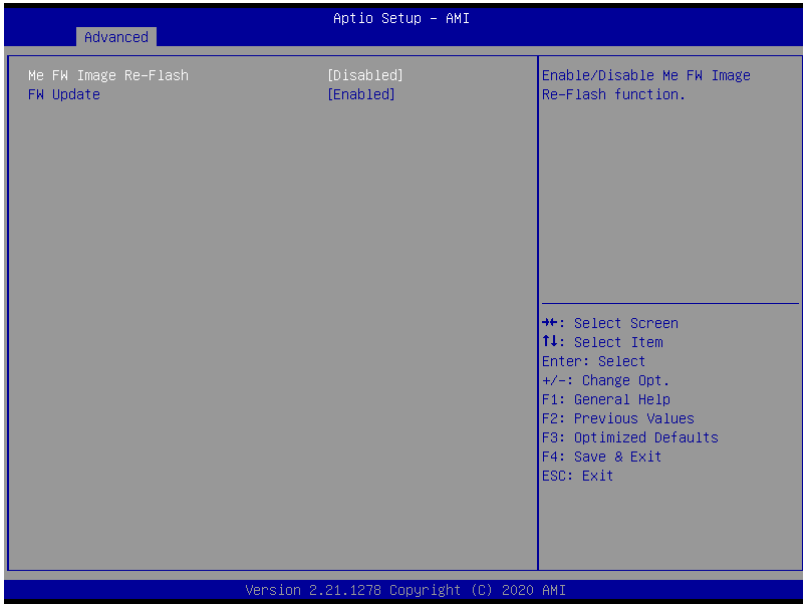 Aptio Setup – AMI
Advanced
Me FW Image Re-Flash [Disabled]
FW Update [Enabled]
Enable/Disable Me FW Image
Re-Flash function.
→←: Select Screen
↑↓: Select Item
Enter: Select
+/-: Change Opt.
F1: General Help
F2: Previous Values
F3: Optimized Defaults
F4: Save & Exit
ESC: Exit
Version 2.21.1278 Copyright (C) 2020 AMI